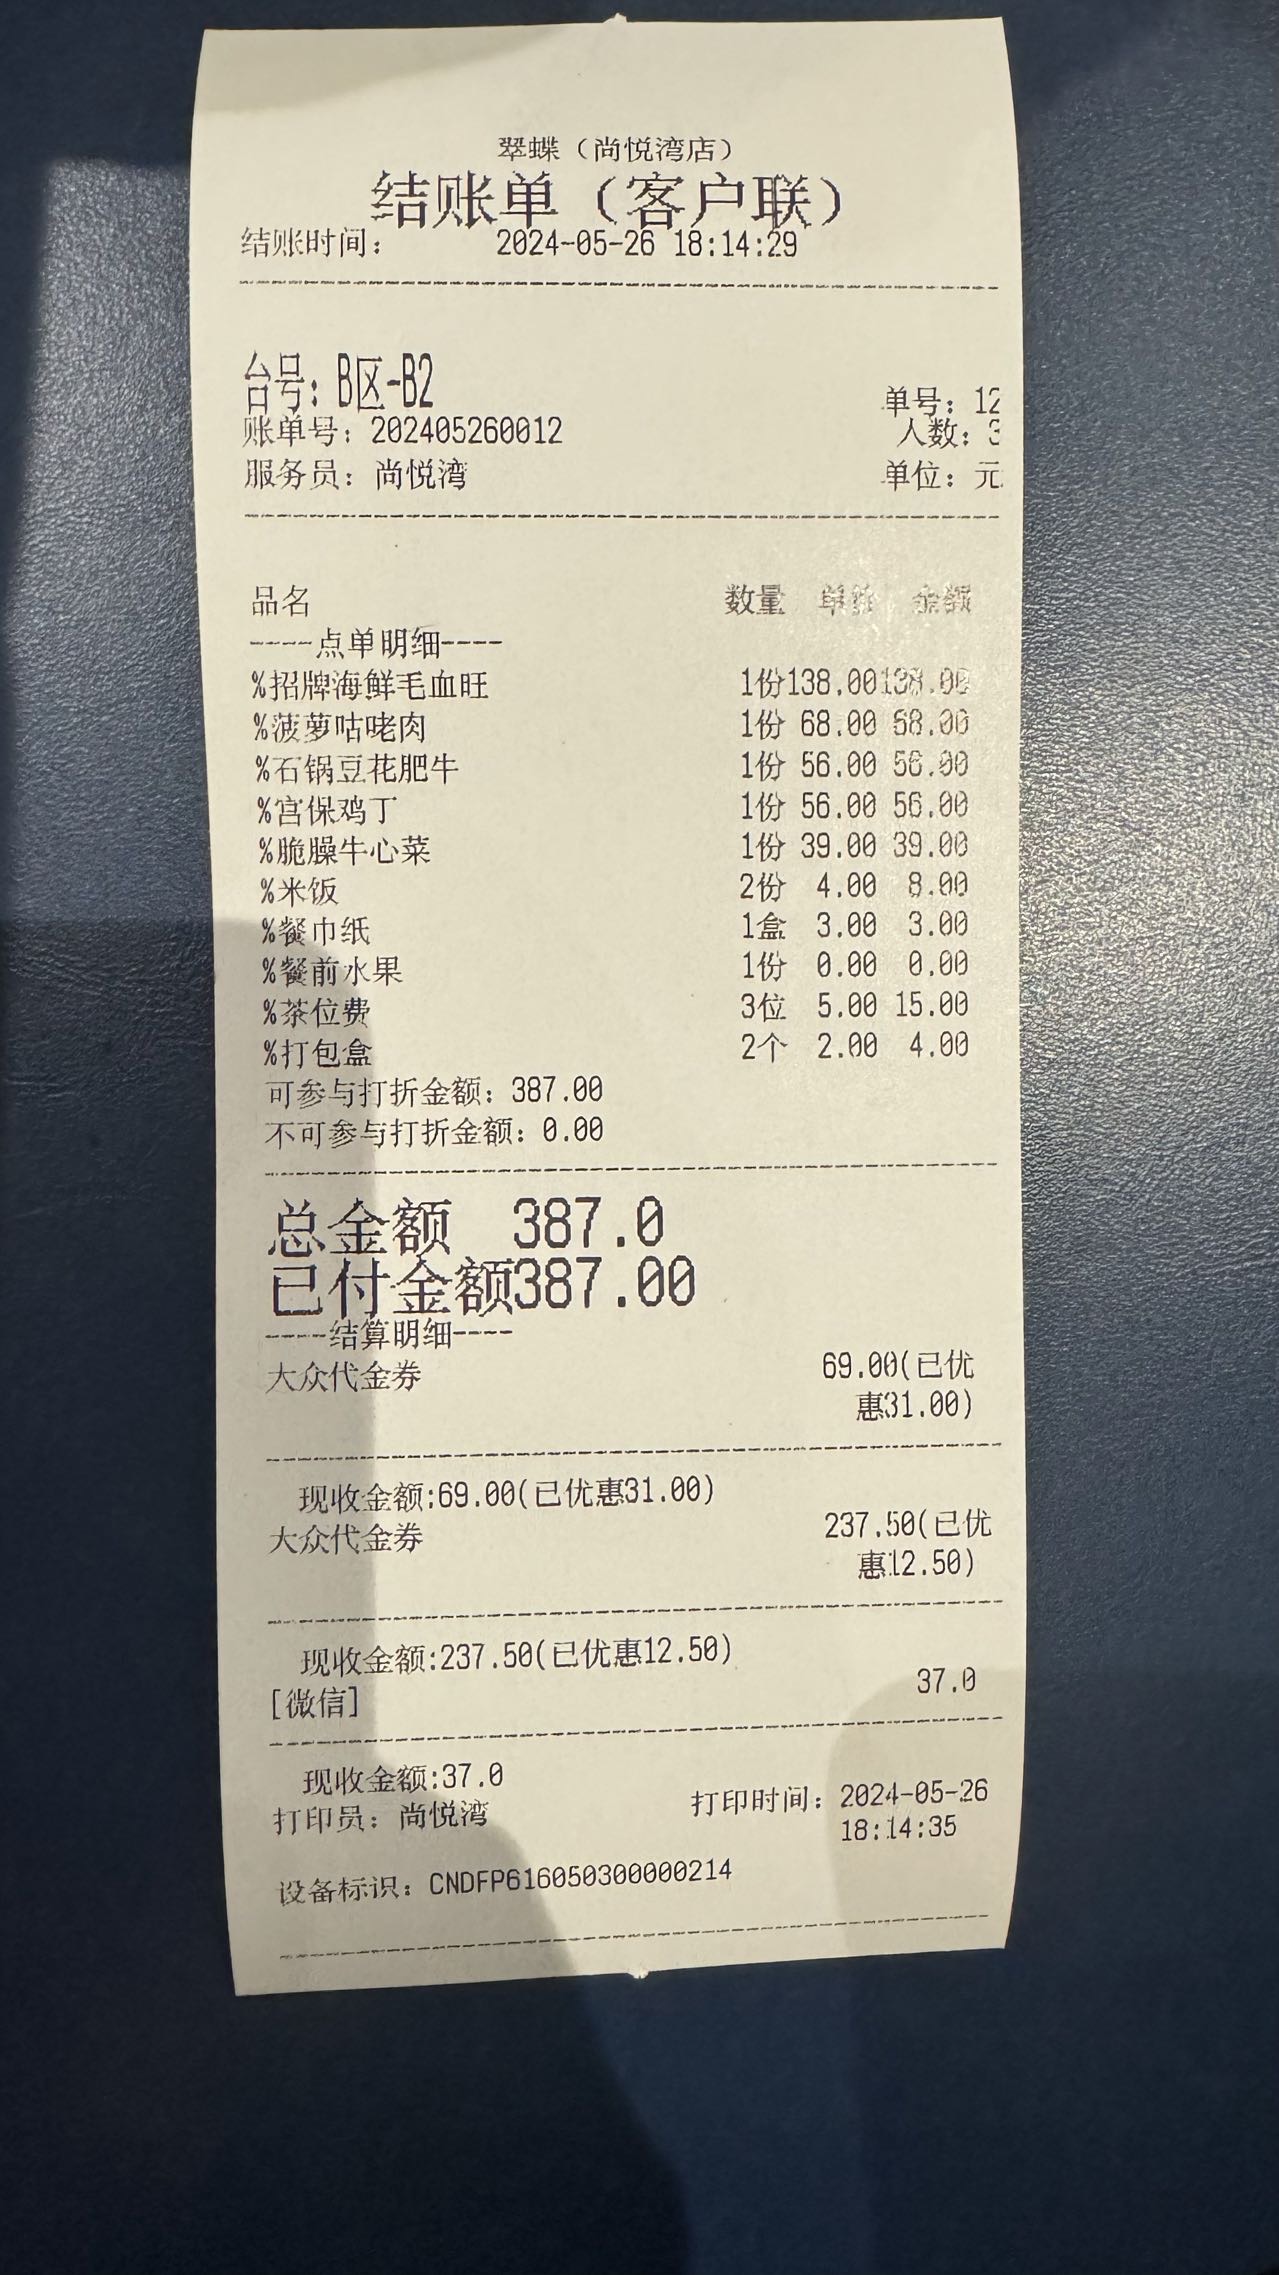 翠蝶（尚悦湾店）
结账单（客户联）
结账时间： 2024-05-26 18:14:29
台号：B区-B2
单号：12
账单号：202405260012
人数：3
服务员：尚悦湾
单位：元
品名 数量 单价 金额
----点单明细----
%招牌海鲜毛血旺 1份138.00138.00
%菠萝咕咾肉 1份 68.00 68.00
%石锅豆花肥牛 1份 56.00 56.00
%宫保鸡丁 1份 56.00 56.00
%脆臊牛心菜 1份 39.00 39.00
%米饭 2份 4.00 8.00
%餐巾纸 1盒 3.00 3.00
%餐前水果 1份 0.00 0.00
%茶位费 3位 5.00 15.00
%打包盒 2个 2.00 4.00
可参与打折金额：387.00
不可参与打折金额：0.00
总金额 387.0
已付金额387.00
----结算明细----
大众代金券 69.00(已优
惠31.00)
现收金额:69.00(已优惠31.00)
大众代金券 237.50(已优
惠12.50)
现收金额:237.50(已优惠12.50)
[微信] 37.0
现收金额:37.0
打印员：尚悦湾 打印时间：2024-05-26
18:14:35
设备标识：CNDFP616050300000214